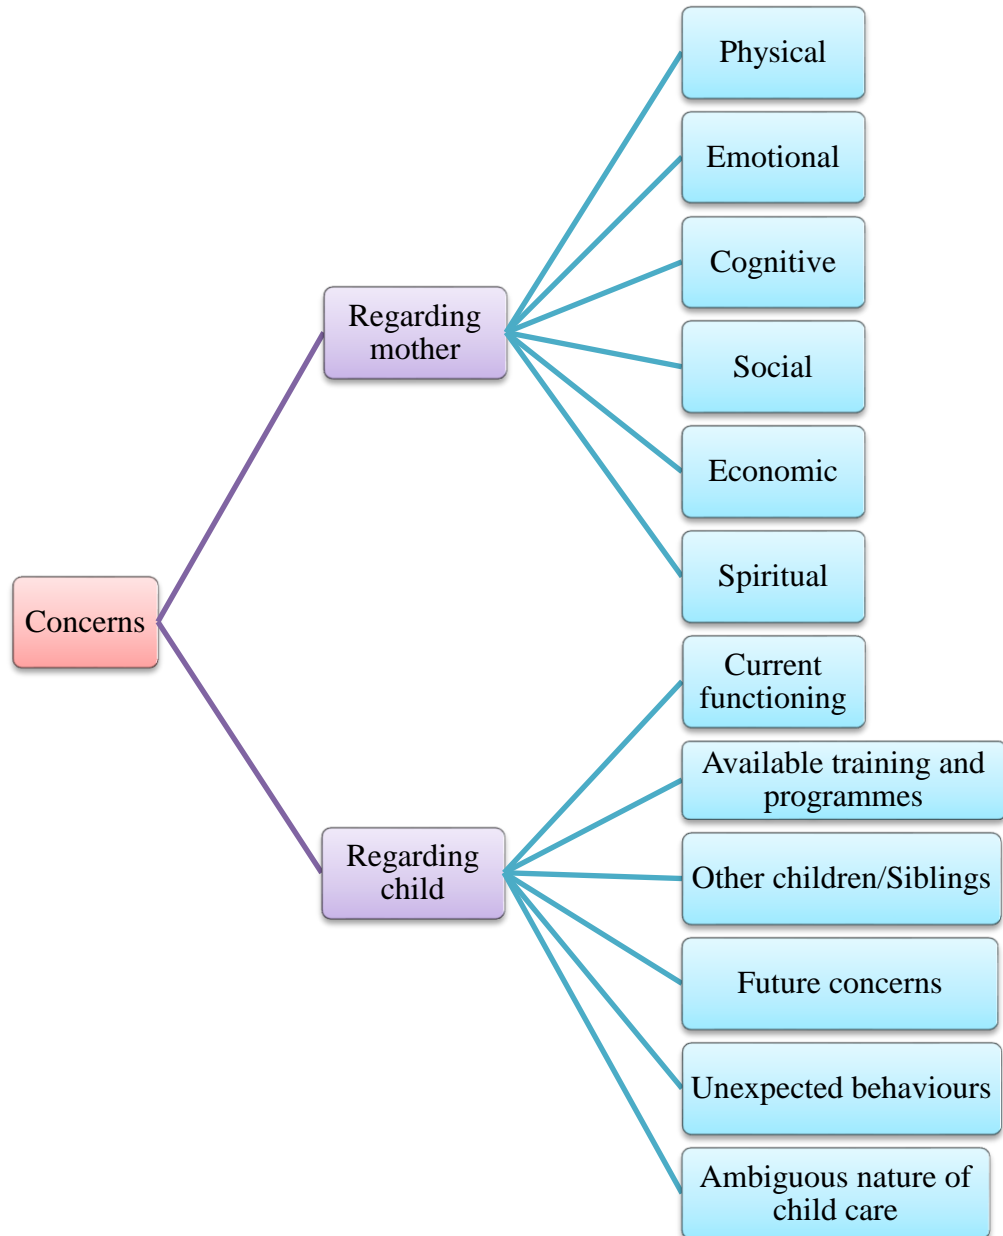 Physical
Emotional
Cognitive
Regarding
mother
Social
Economic
Spiritual
Concerns
Current
functioning
Available training and
programmes
Regarding
child
Other children/Siblings
Future concerns
Unexpected behaviours
Ambiguous nature of
child care